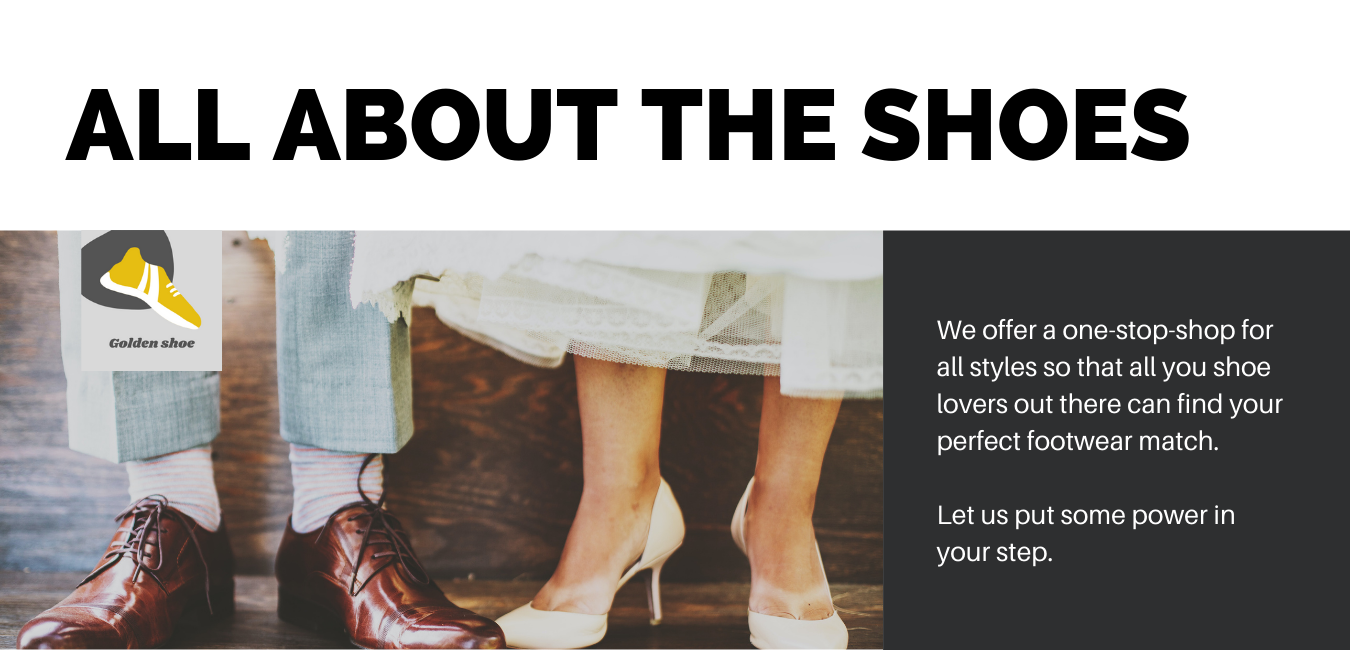 ALL ABOUT THE SHOES
Golden shoe
We offer a one-stop-shop for
all styles so that all you shoe
lovers out there can find your
perfect footwear match.
Let us put some power in
your step.